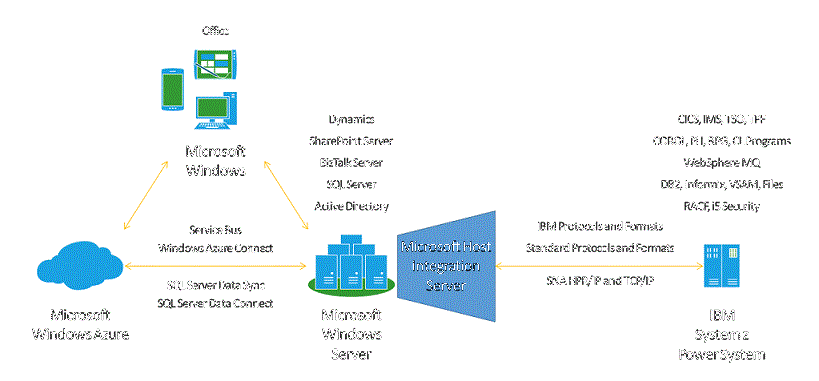 Office
Microsoft
Windows
Dynamics
SharePoint Server
BizTalk Server
SQL Server
Active Directory
CICS, IMS, TSO, TPF
COBOL, PLI, RPG, CL Programs
WebSphere MQ
DB2, Informix, VSAM, Files
RACF, i5 Security
Service Bus
Windows Azure Connect
SQL Server Data Sync
SQL Server Data Connect
Microsoft Host
Integration
Server
IBM Protocols and Formats
Standard Protocols and Formats
SNA HPR/IP and TCP/IP
Microsoft
Windows Azure
Microsoft
Windows
Server
IBM
System z
Power System